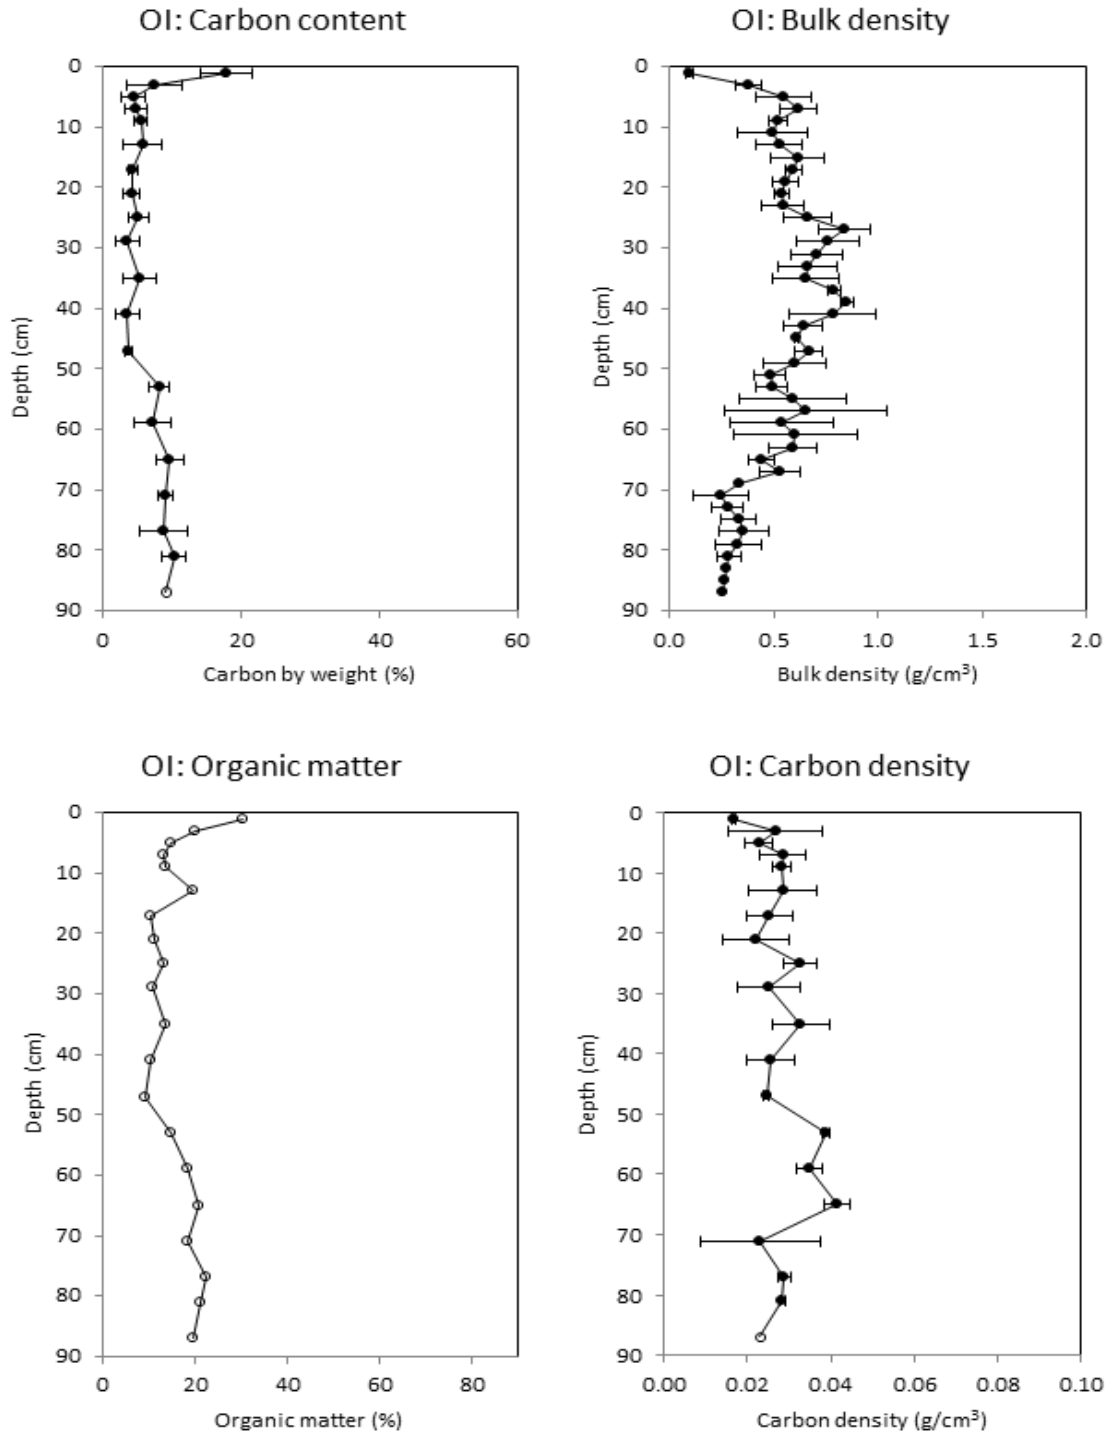 OI: Carbon content
0
10
20
30
40
50
60
70
80
90
Depth (cm)
0 20 40 60
Carbon by weight (%)
OI: Bulk density
0
10
20
30
40
50
60
70
80
90
Depth (cm)
0.0 0.5 1.0 1.5 2.0
Bulk density (g/cm³)
OI: Organic matter
0
10
20
30
40
50
60
70
80
90
Depth (cm)
0 20 40 60 80
Organic matter (%)
OI: Carbon density
0
10
20
30
40
50
60
70
80
90
Depth (cm)
0.00 0.02 0.04 0.06 0.08 0.10
Carbon density (g/cm³)